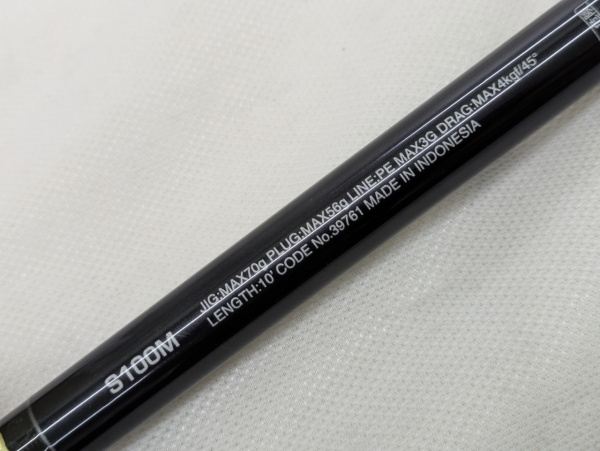 S100M
JIG:MAX70g PLUG:MAX56g LINE:PE MAX3G DRAG:MAX4kgf/45°
LENGTH:10' CODE No.39761 MADE IN INDONESIA